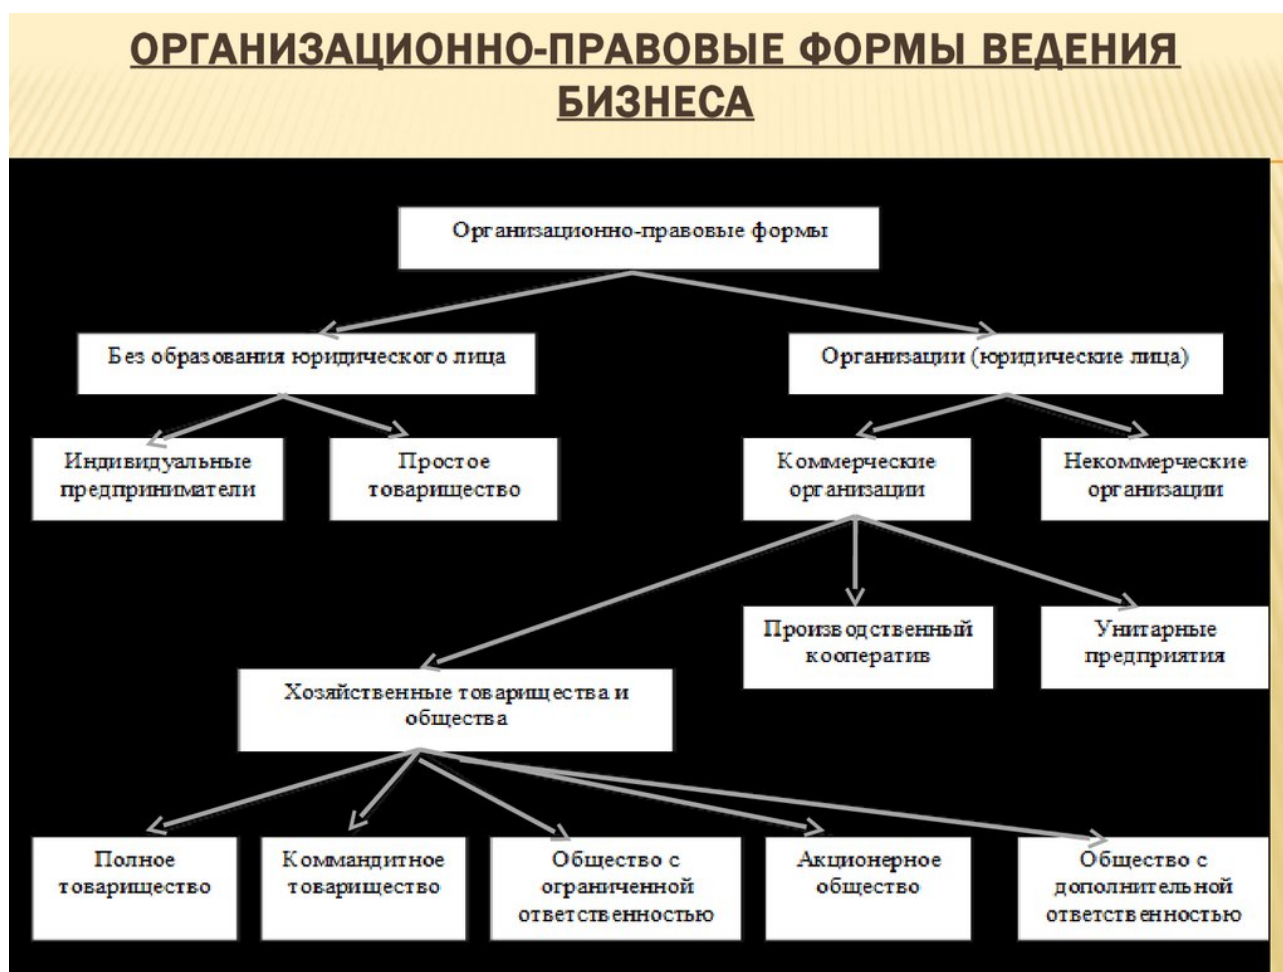 ОРГАНИЗАЦИОННО-ПРАВОВЫЕ ФОРМЫ ВЕДЕНИЯ
БИЗНЕСА
Организационно-правовые формы
Без образования юридического лица
Организации (юридические лица)
Индивидуальные
предприниматели
Простое
товарищество
Коммерческие
организации
Некоммерческие
организации
Производственный
кооператив
Унитарные
предприятия
Хозяйственные товарищества и
общества
Полное
товарищество
Коммандитное
товарищество
Общество с
ограниченной
ответственностью
Акционерное
общество
Общество с
дополнительной
ответственностью